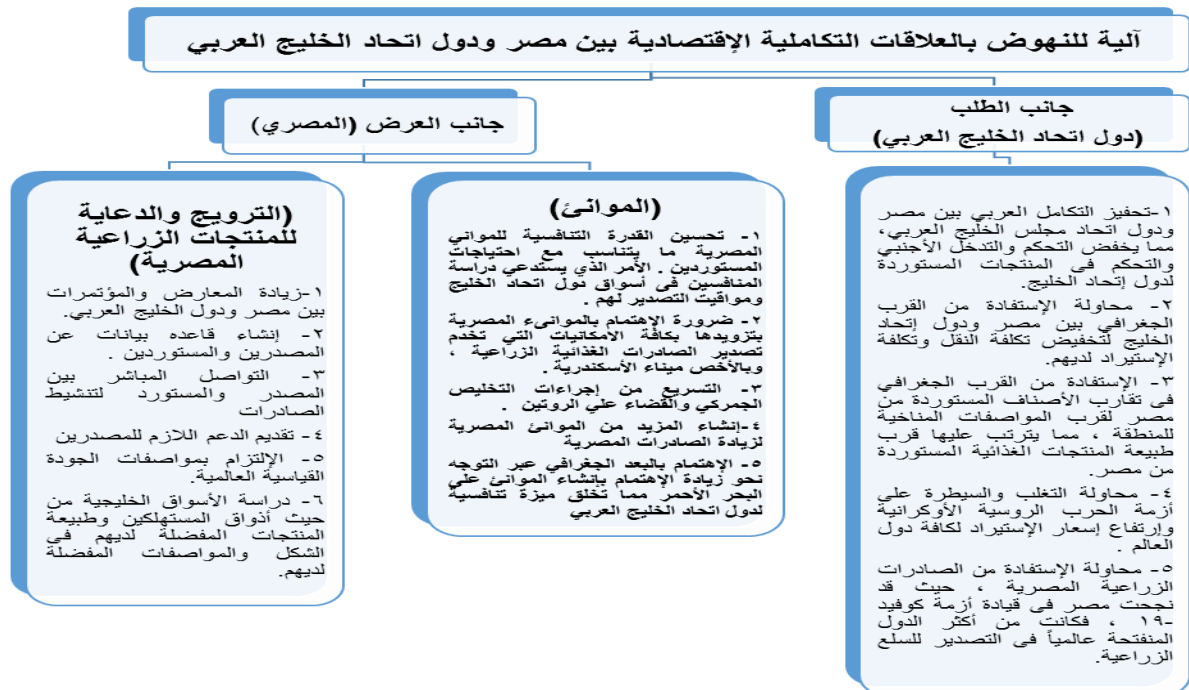 آلية للنهوض بالعلاقات التكاملية الإقتصادية بين مصر ودول اتحاد الخليج العربي
جانب الطلب
(دول اتحاد الخليج العربي)
١-تحفيز التكامل العربي بين مصر
ودول اتحاد مجلس الخليج العربي،
مما يخفض التحكم والتدخل الأجنبي
والتحكم فى المنتجات المستوردة
لدول إتحاد الخليج.
٢- محاولة الإستفادة من القرب
الجغرافي بين مصر ودول إتحاد
الخليج لتخفيض تكلفة النقل وتكلفة
الإستيراد لديهم.
٣- الإستفادة من القرب الجغرافي
فى تقارب الأصناف المستوردة من
مصر لقرب المواصفات المناخية
للمنطقة ، مما يترتب عليها قرب
طبيعة المنتجات الغذائية المستوردة
من مصر.
٤- محاولة التغلب والسيطرة علي
أزمة الحرب الروسية الأوكرانية
وإرتفاع إسعار الإستيراد لكافة دول
العالم .
٥- محاولة الإستفادة من الصادرات
الزراعية المصرية ، حيث قد
نجحت مصر فى قيادة أزمة كوفيد
-١٩ ، فكانت من أكثر الدول
المنفتحة عالمياً فى التصدير للسلع
الزراعية.
جانب العرض (المصري)
(الموانئ)
١- تحسين القدرة التنافسية للمواني
المصرية ما يتناسب مع احتياجات
المستوردين . الأمر الذي يستدعي دراسة
المنافسين فى أسواق دول اتحاد الخليج
ومواقيت التصدير لهم .
٢- ضرورة الإهتمام بالموانىء المصرية
بتزويدها بكافة الامكانيات التي تخدم
تصدير الصادرات الغذائية الزراعية ،
وبالأخص ميناء الأسكندرية .
٣- التسريع من إجراءات التخليص
الجمركي والقضاء علي الروتين .
٤-إنشاء المزيد من الموانئ المصرية
لزيادة الصادرات المصرية
٥- الإهتمام بالبعد الجغرافي عبر التوجه
نحو زيادة الإهتمام بإنشاء الموانئ علي
البحر الأحمر مما تخلق ميزة تنافسية
لدول اتحاد الخليج العربي
(الترويج والدعاية
للمنتجات الزراعية
المصرية)
١-زيادة المعارض والمؤتمرات
بين مصر ودول الخليج العربي.
٢- إنشاء قاعده بيانات عن
المصدرين والمستوردين .
٣- التواصل المباشر بين
المصدر والمستورد لتنشيط
الصادرات
٤- تقديم الدعم اللازم للمصدرين
٥- الإلتزام بمواصفات الجودة
القياسية العالمية.
٦- دراسة الأسواق الخليجية من
حيث أذواق المستهلكين وطبيعة
المنتجات المفضلة لديهم فى
الشكل والمواصفات المفضلة
لديهم.